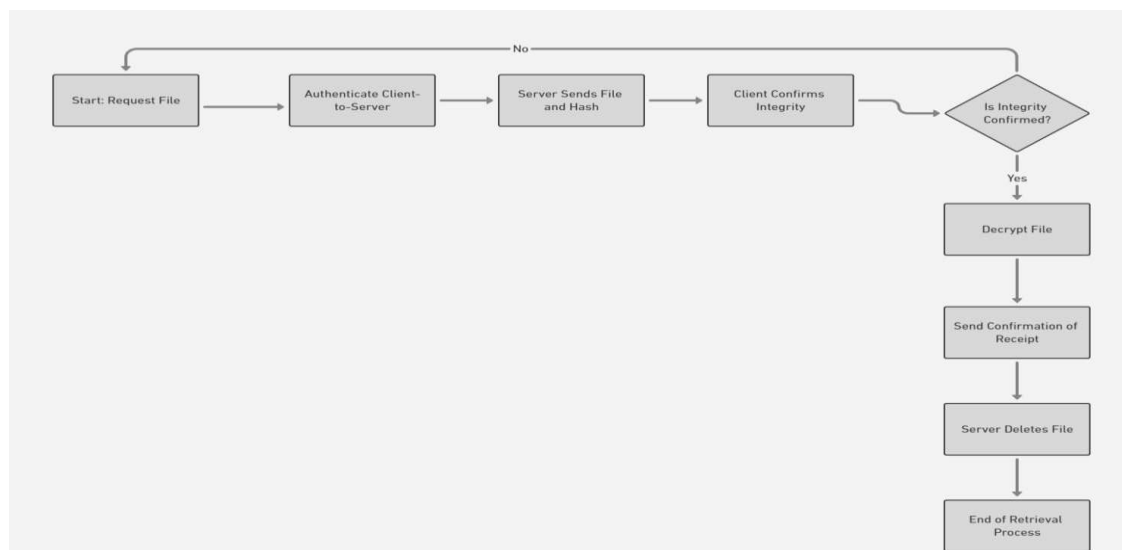 No
Start: Request File
Authenticate Client-
to-Server
Server Sends File
and Hash
Client Confirms
Integrity
Is Integrity
Confirmed?
Yes
Decrypt File
Send Confirmation of
Receipt
Server Deletes File
End of Retrieval
Process